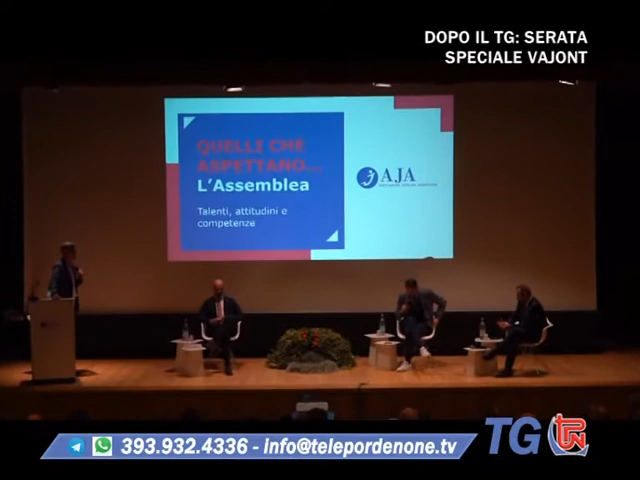 DOPO IL TG: SERATA
SPECIALE VAJONT
QUELLI CHE
ASPETTANO...
L'Assemblea
Talenti, attitudini e
competenze
AJA
393.932.4336 - info@telepordenone.tv
TG TPN